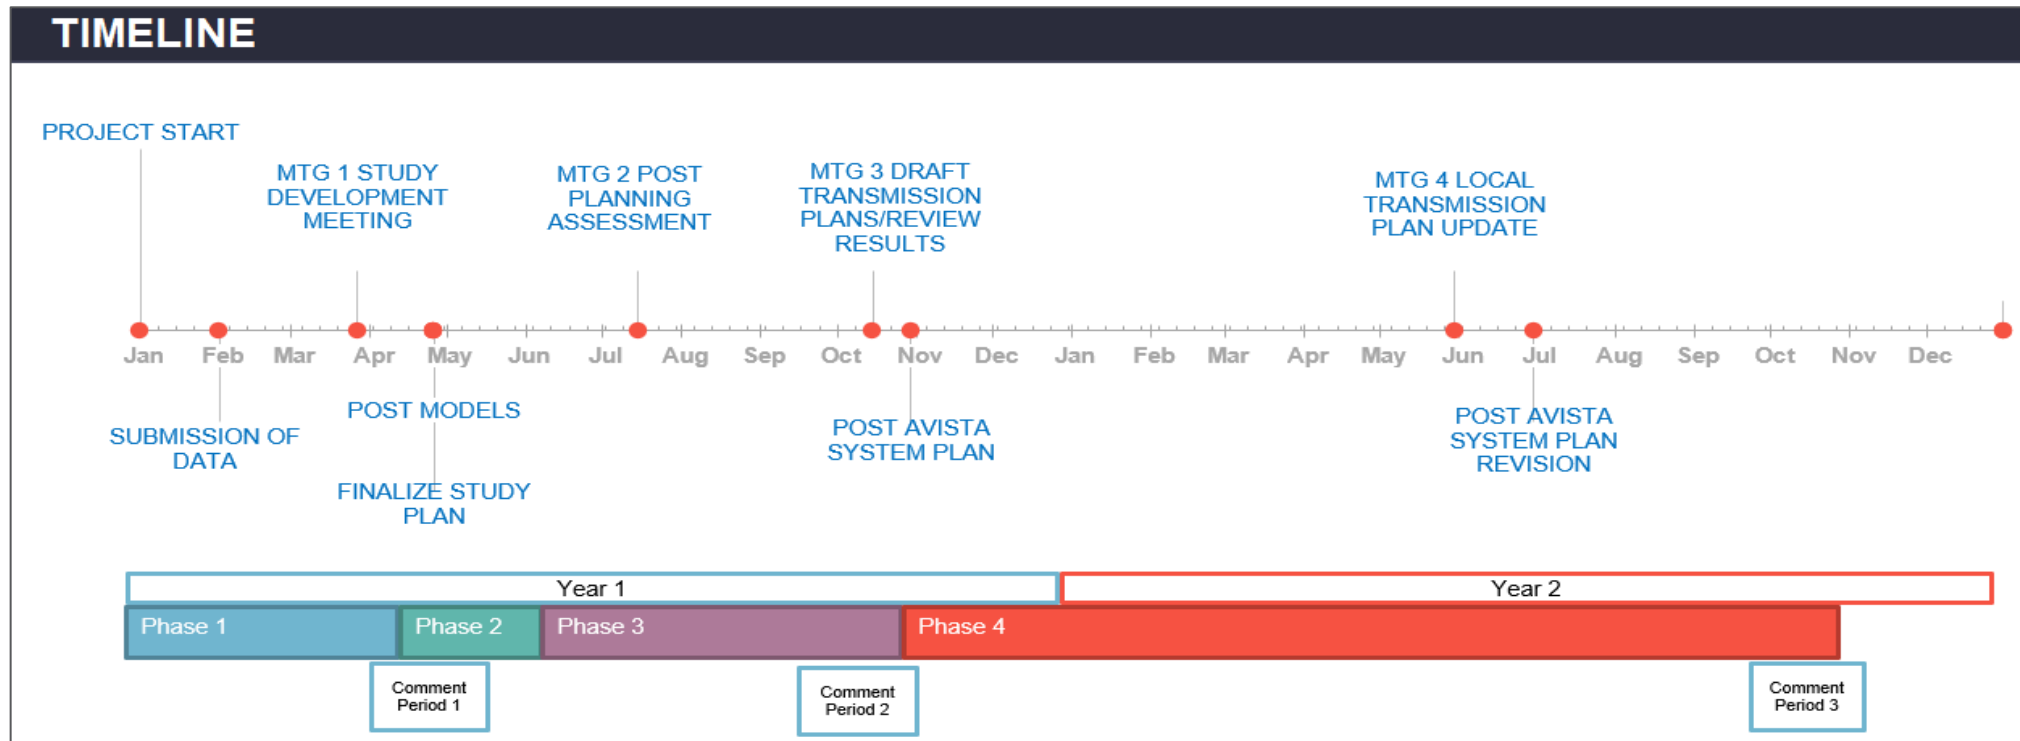 TIMELINE
PROJECT START
MTG 1 STUDY
DEVELOPMENT
MEETING
MTG 2 POST
PLANNING
ASSESSMENT
MTG 3 DRAFT
TRANSMISSION
PLANS/REVIEW
RESULTS
MTG 4 LOCAL
TRANSMISSION
PLAN UPDATE
Jan Feb Mar Apr May Jun Jul Aug Sep Oct Nov Dec Jan Feb Mar Apr May Jun Jul Aug Sep Oct Nov Dec
SUBMISSION OF
DATA
POST MODELS
FINALIZE STUDY
PLAN
POST AVISTA
SYSTEM PLAN
POST AVISTA
SYSTEM PLAN
REVISION
Year 1 Year 2
Phase 1 Phase 2 Phase 3 Phase 4
Comment
Period 1
Comment
Period 2
Comment
Period 3